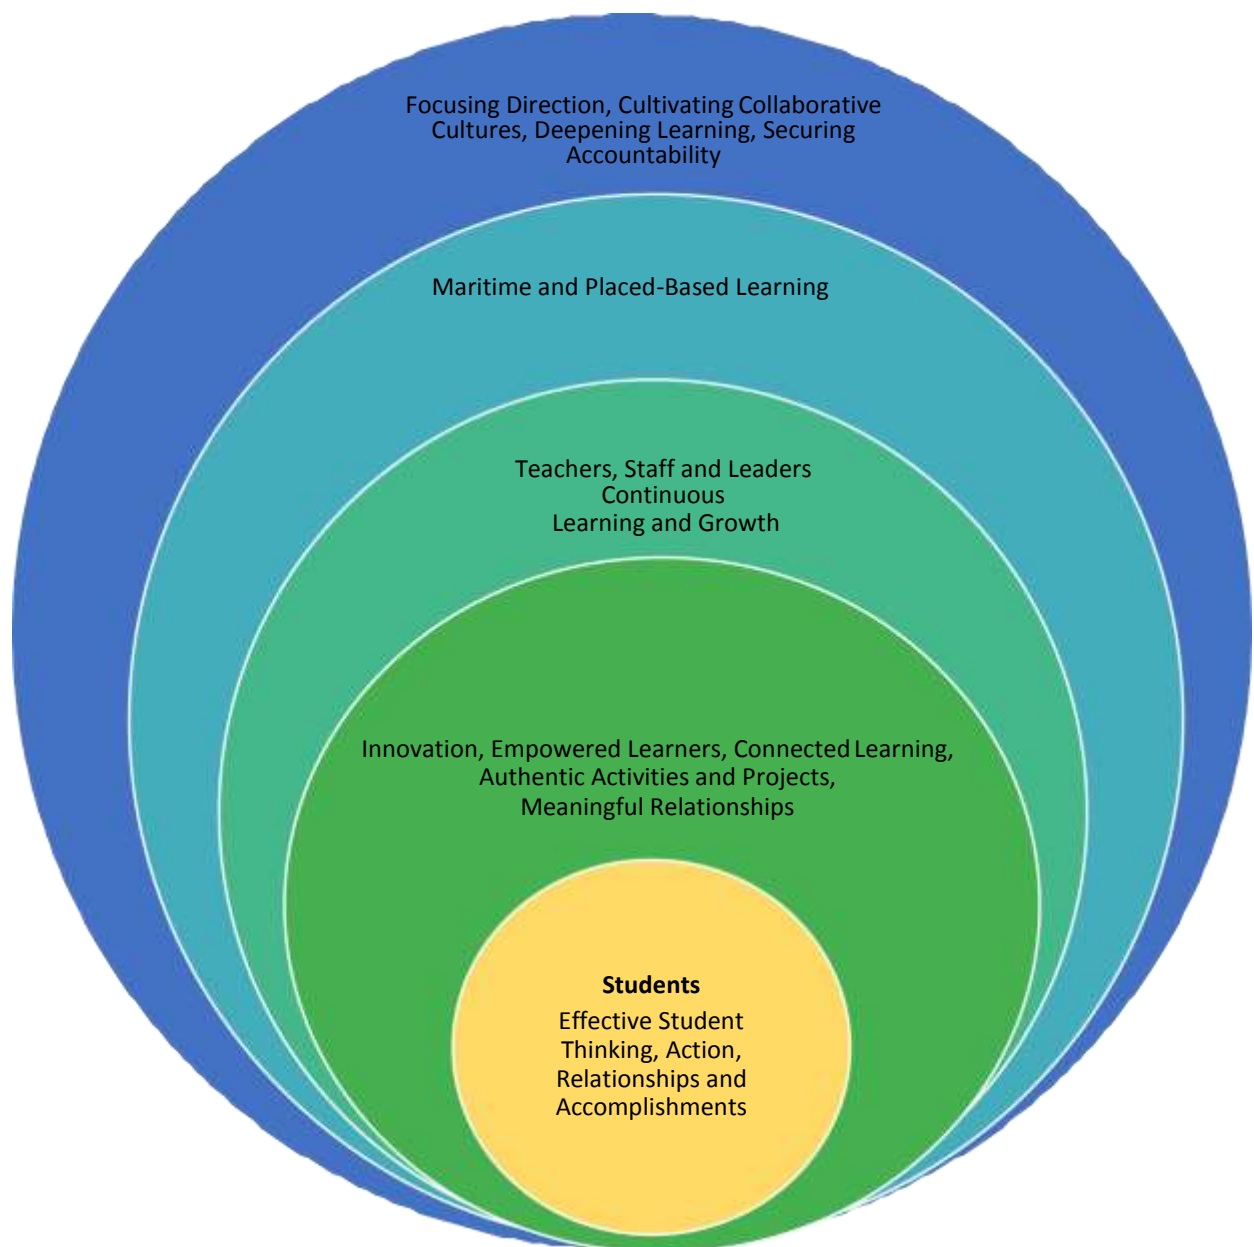 Focusing Direction, Cultivating Collaborative
Cultures, Deepening Learning, Securing
Accountability
Maritime and Placed-Based Learning
Teachers, Staff and Leaders
Continuous
Learning and Growth
Innovation, Empowered Learners, Connected Learning,
Authentic Activities and Projects,
Meaningful Relationships
Students
Effective Student
Thinking, Action,
Relationships and
Accomplishments